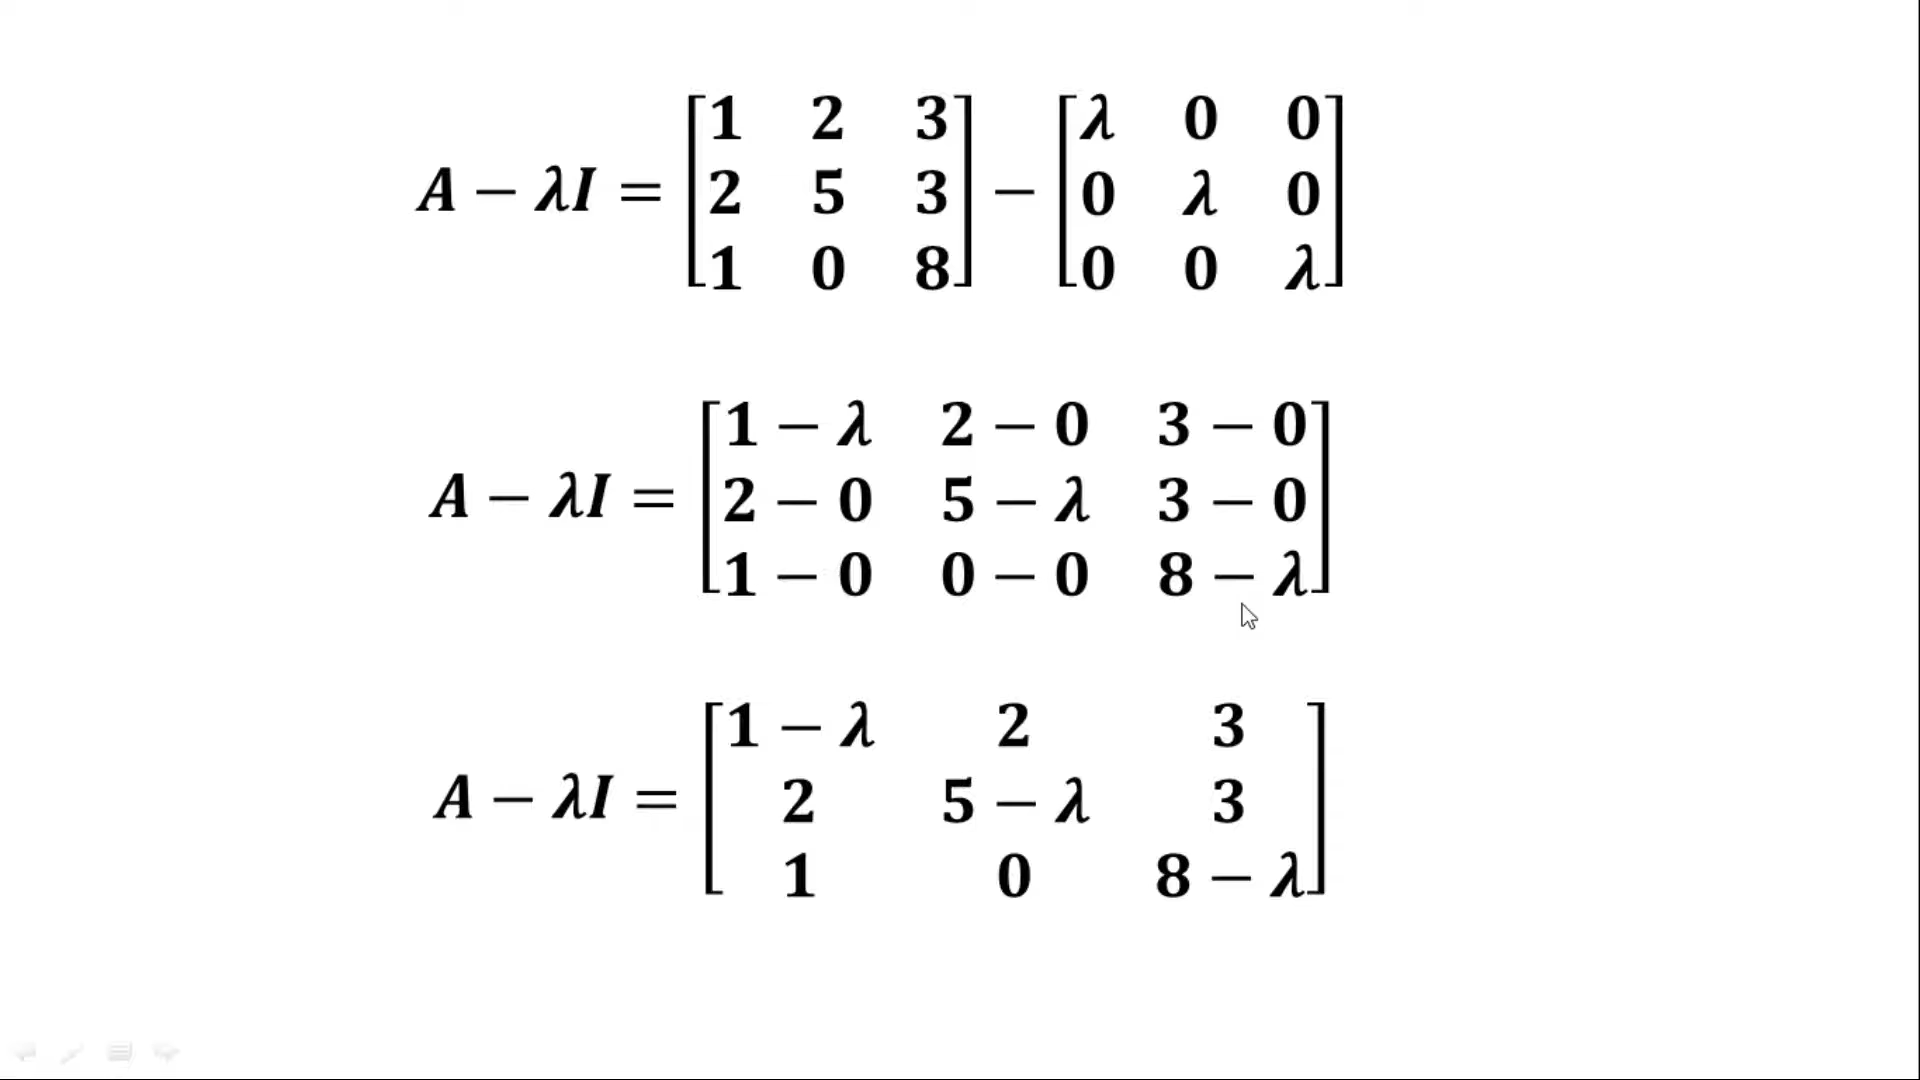 A − λI = [1 2 3; 2 5 3; 1 0 8] − [λ 0 0; 0 λ 0; 0 0 λ]
A − λI = [1 − λ 2 − 0 3 − 0; 2 − 0 5 − λ 3 − 0; 1 − 0 0 − 0 8 − λ]
A − λI = [1 − λ 2 3; 2 5 − λ 3; 1 0 8 − λ]